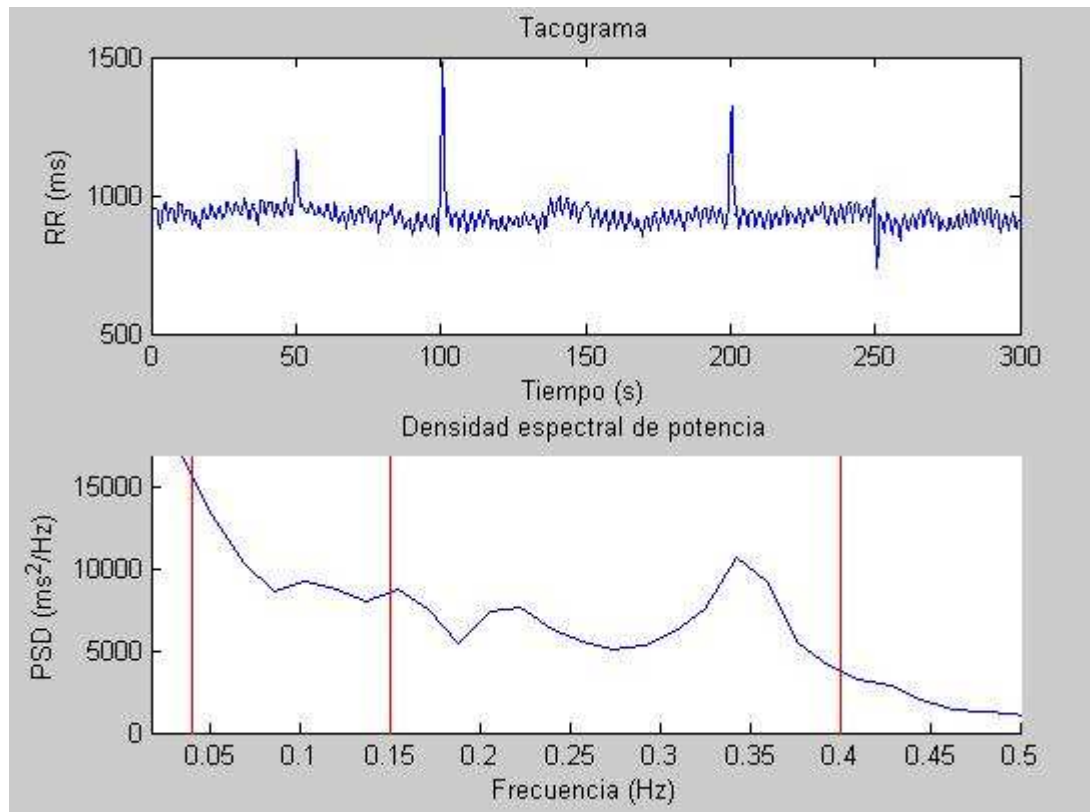 Tacograma
1500
1000
500
RR (ms)
0 50 100 150 200 250 300
Tiempo (s)
Densidad espectral de potencia
15000
10000
5000
0
PSD (ms²/Hz)
0.05 0.1 0.15 0.2 0.25 0.3 0.35 0.4 0.45 0.5
Frecuencia (Hz)